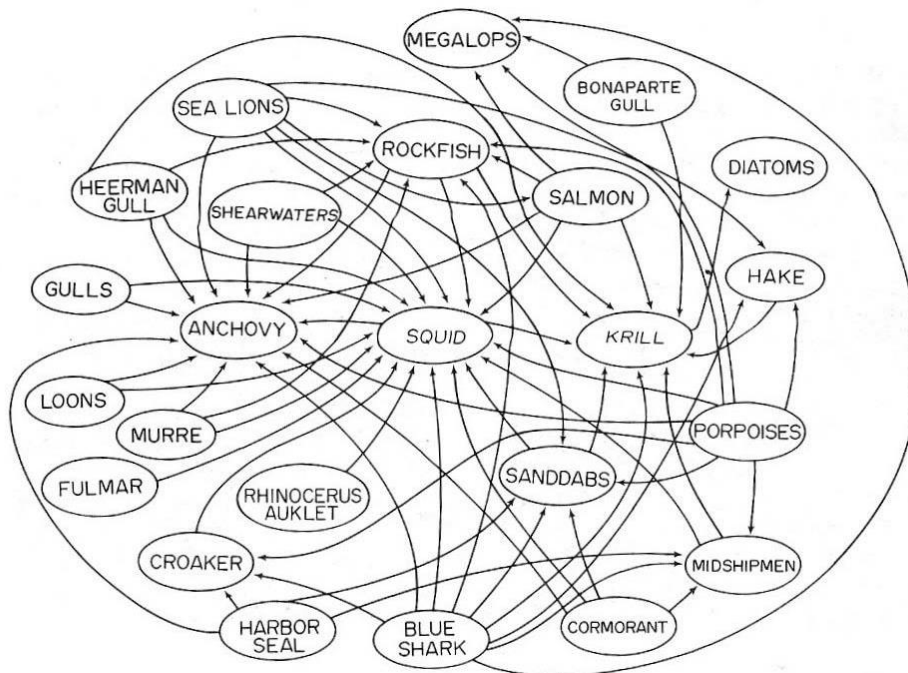 MEGALOPS
BONAPARTE
GULL
SEA LIONS
ROCKFISH
DIATOMS
HEERMAN
GULL
SHEARWATERS
SALMON
HAKE
GULLS
ANCHOVY
SQUID
KRILL
LOONS
MURRE
PORPOISES
FULMAR
RHINOCERUS
AUKLET
SANDDABS
CROAKER
MIDSHIPMEN
HARBOR
SEAL
BLUE
SHARK
CORMORANT